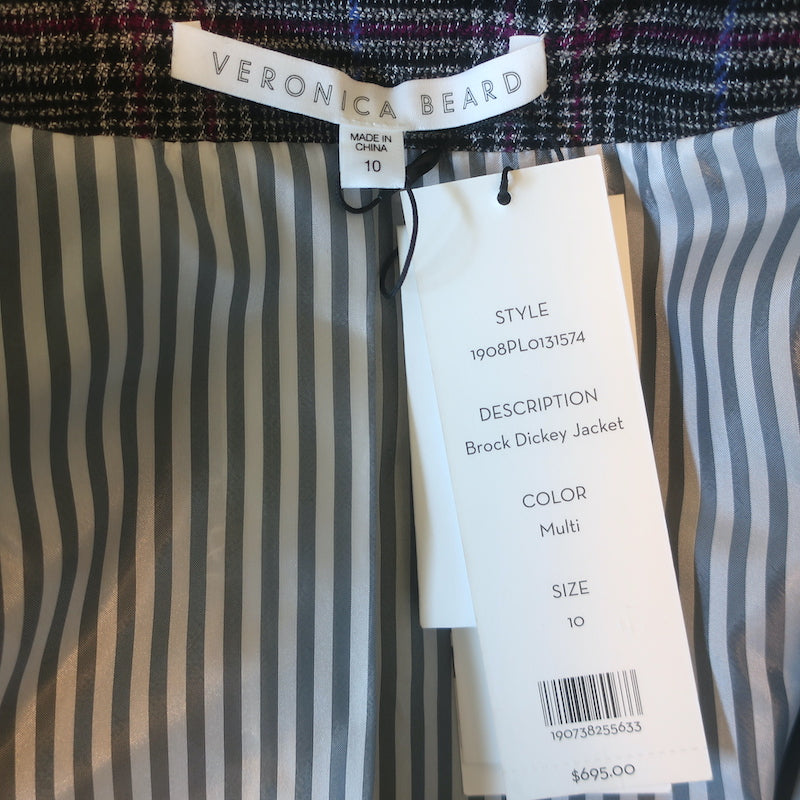 VERONICA BEARD
MADE IN
CHINA
10
STYLE
1908PL0131574
DESCRIPTION
Brock Dickey Jacket
COLOR
Multi
SIZE
10
190738255633
$695.00